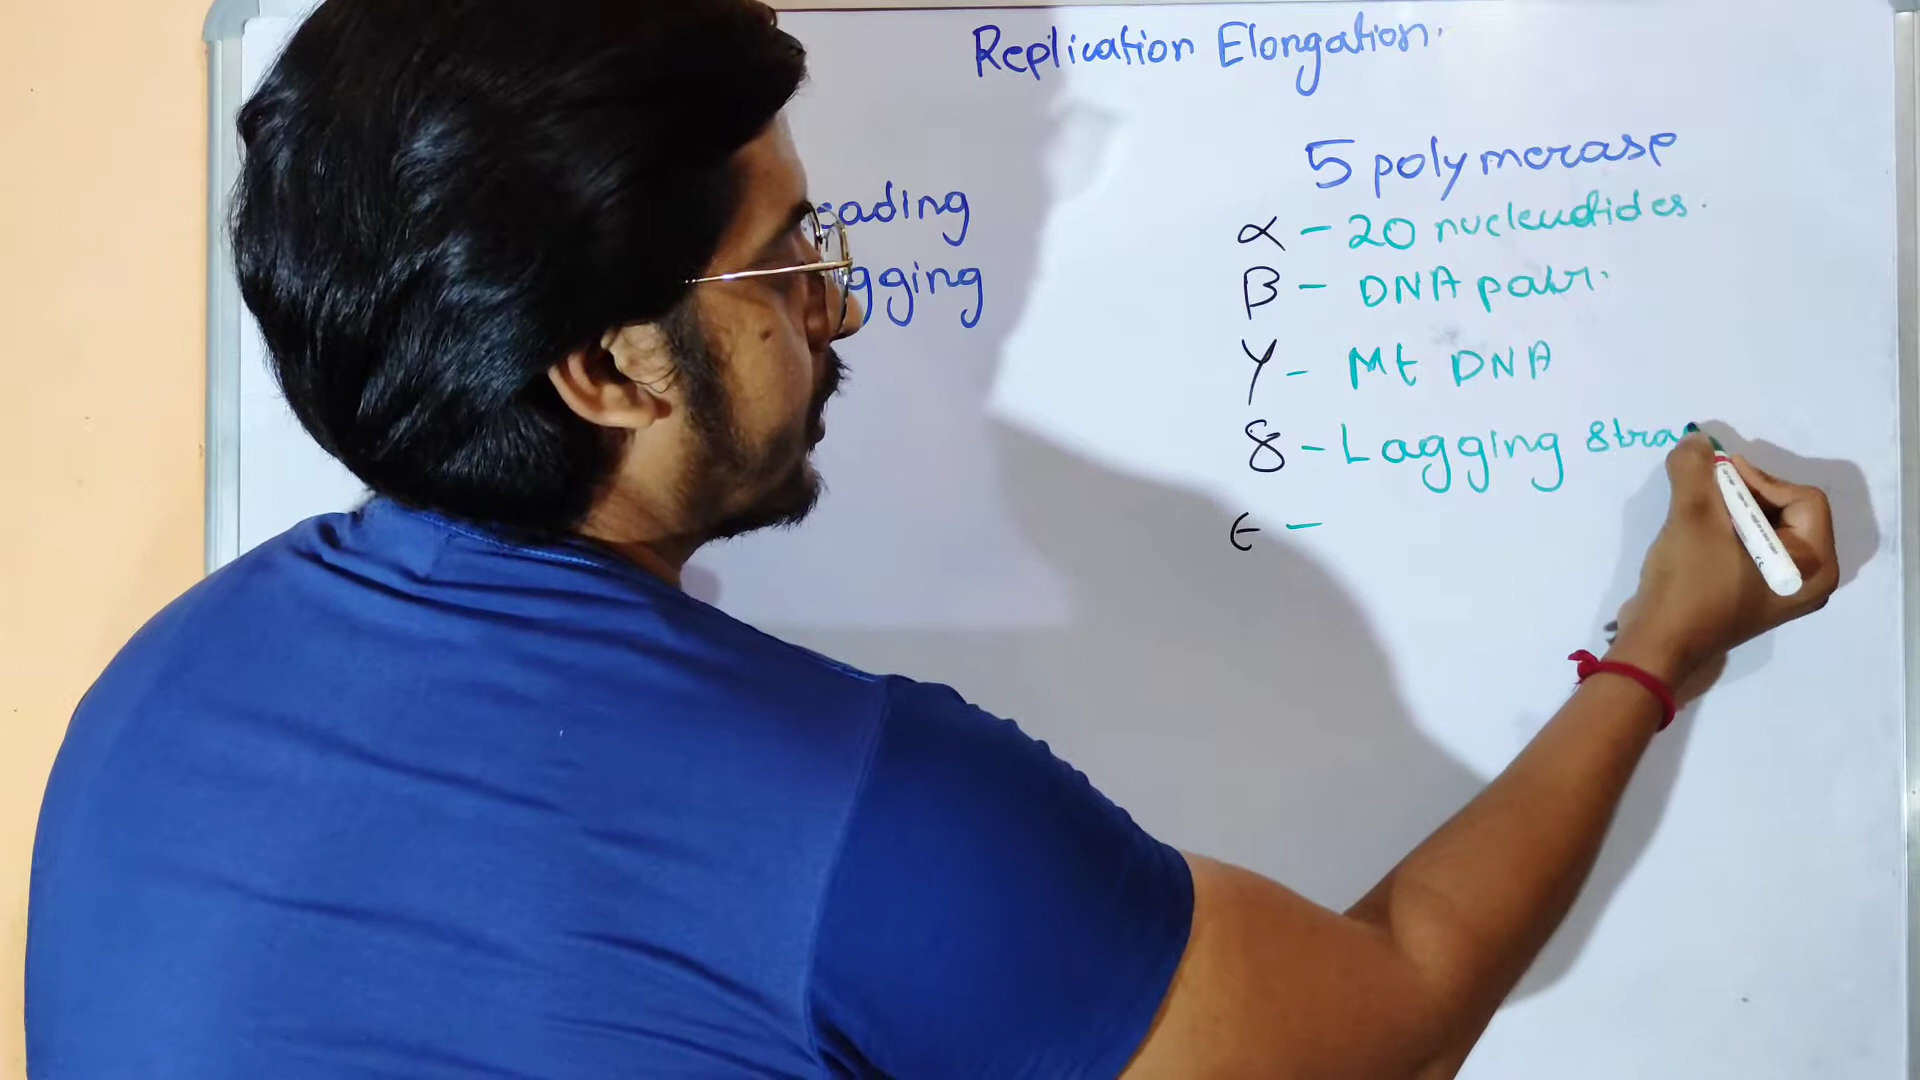 Replication Elongation.
5 polymerase
eading
gging
α - 20 nucleotides.
β - DNA pair.
γ - Mt DNA
δ - Lagging stra
ϵ -